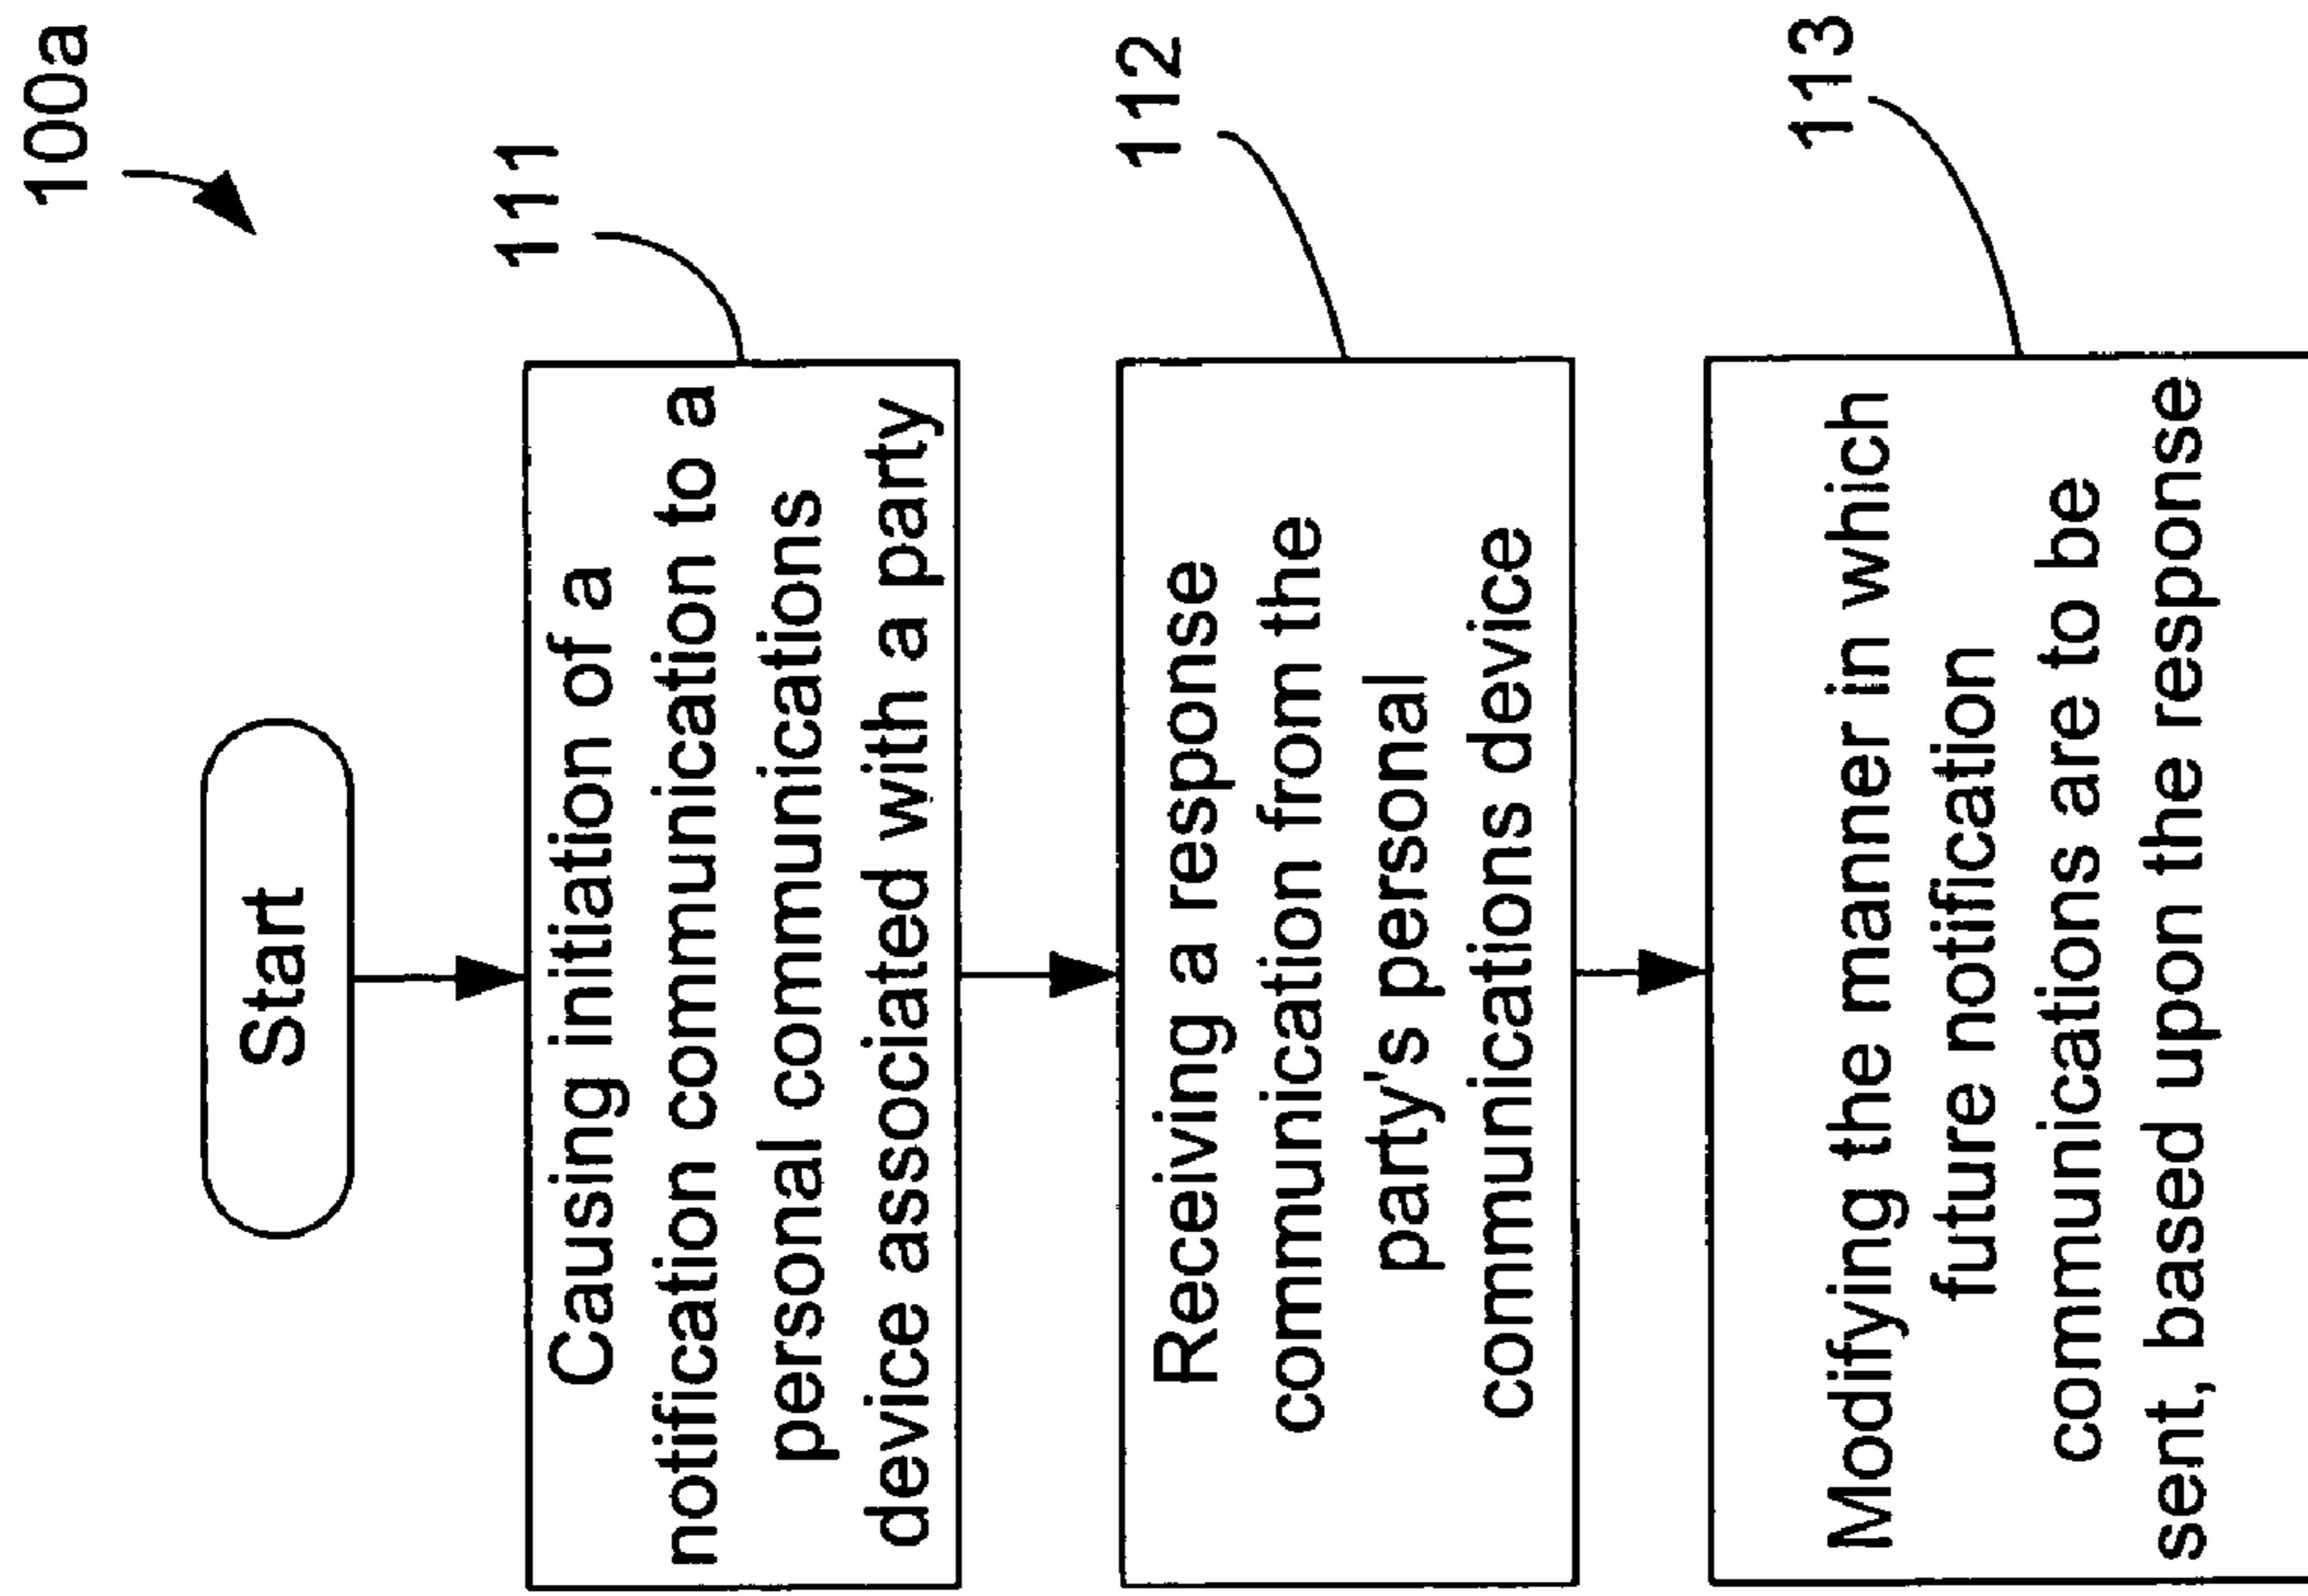 100a
Start
111
Causing initiation of a
notification communication to a
personal communications
device associated with a party
112
Receiving a response
communication from the
party's personal
communications device
113
Modifying the manner in which
future notification
communications are to be
sent, based upon the response